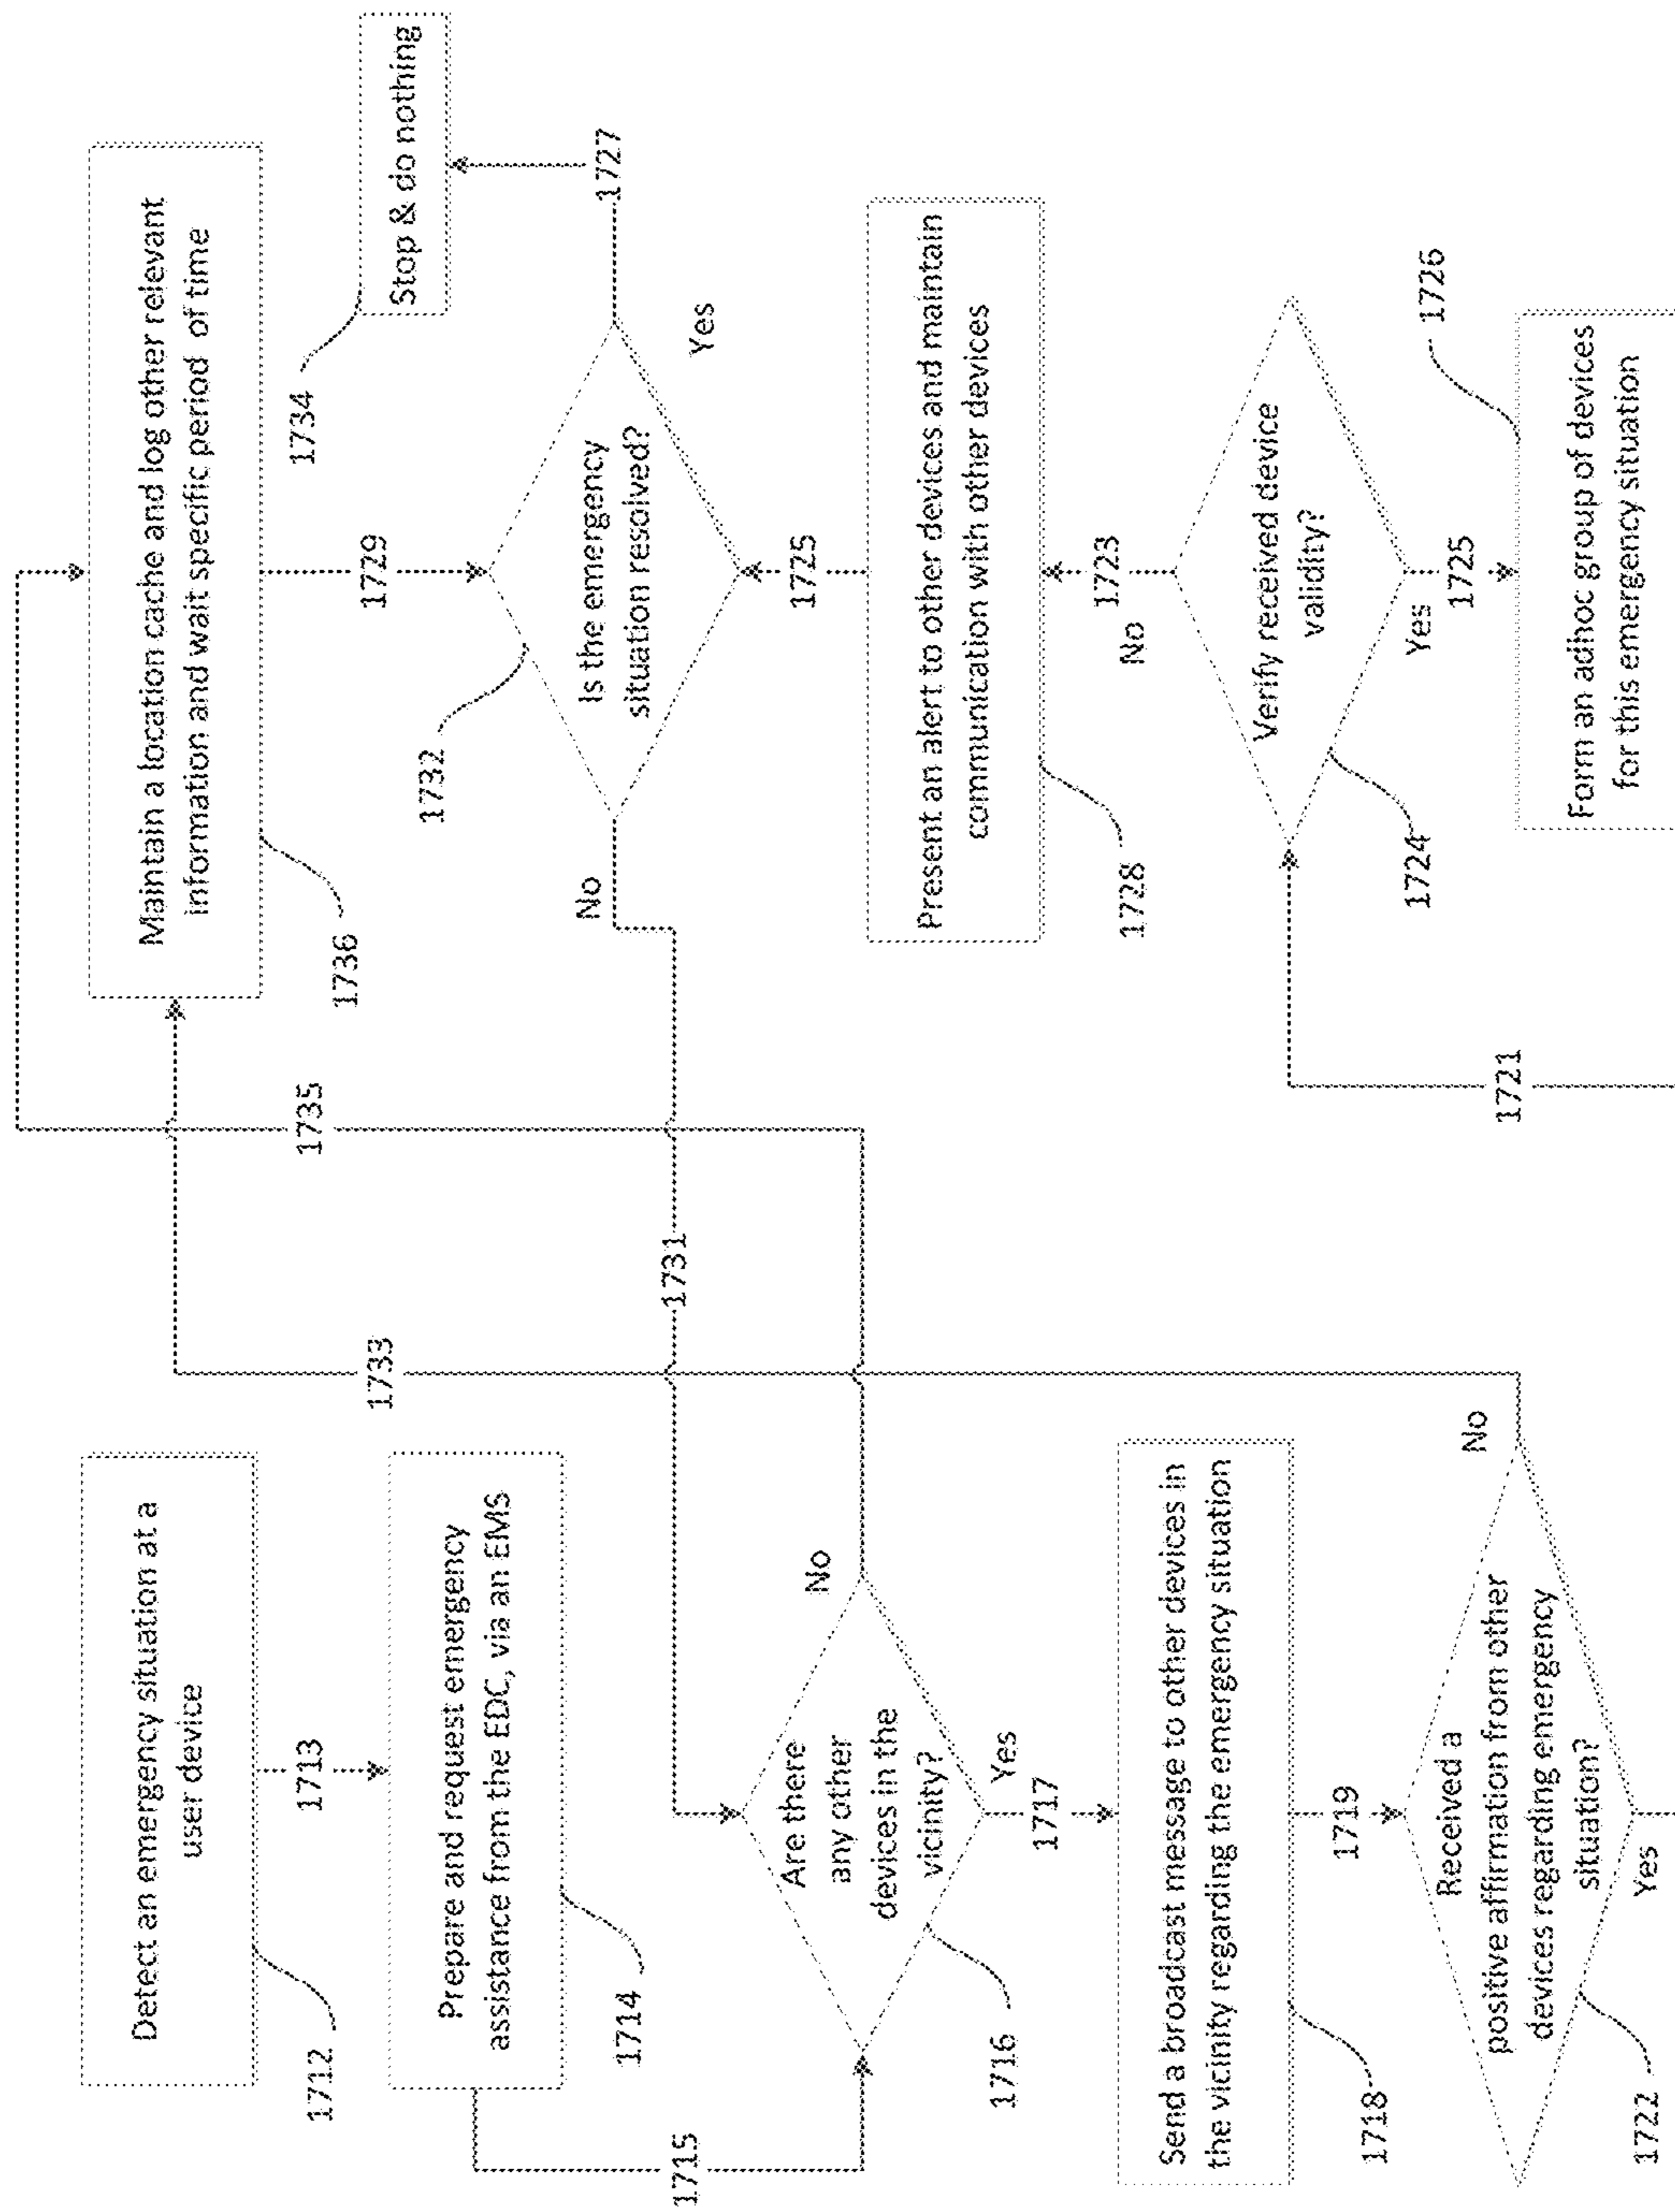 Detect an emergency situation at a
user device
1712
1713
Prepare and request emergency
assistance from the EDC, via an EMS
1714
1715
Are there
any other
devices in the
vicinity?
1716
No
Yes
1717
Send a broadcast message to other devices in
the vicinity regarding the emergency situation
1718
1719
Received a
positive affirmation from other
devices regarding emergency
situation?
1722
No
Yes
1733
1735
1731
1721
Maintain a location cache and log other relevant
information and wait specific period of time
1736
1729
Is the emergency
situation resolved?
1732
No
Yes
1727
Stop & do nothing
1734
1725
Present an alert to other devices and maintain
communication with other devices
1728
1723
No
Verify received device
validity?
1724
Yes
1725
Form an adhoc group of devices
for this emergency situation
1726